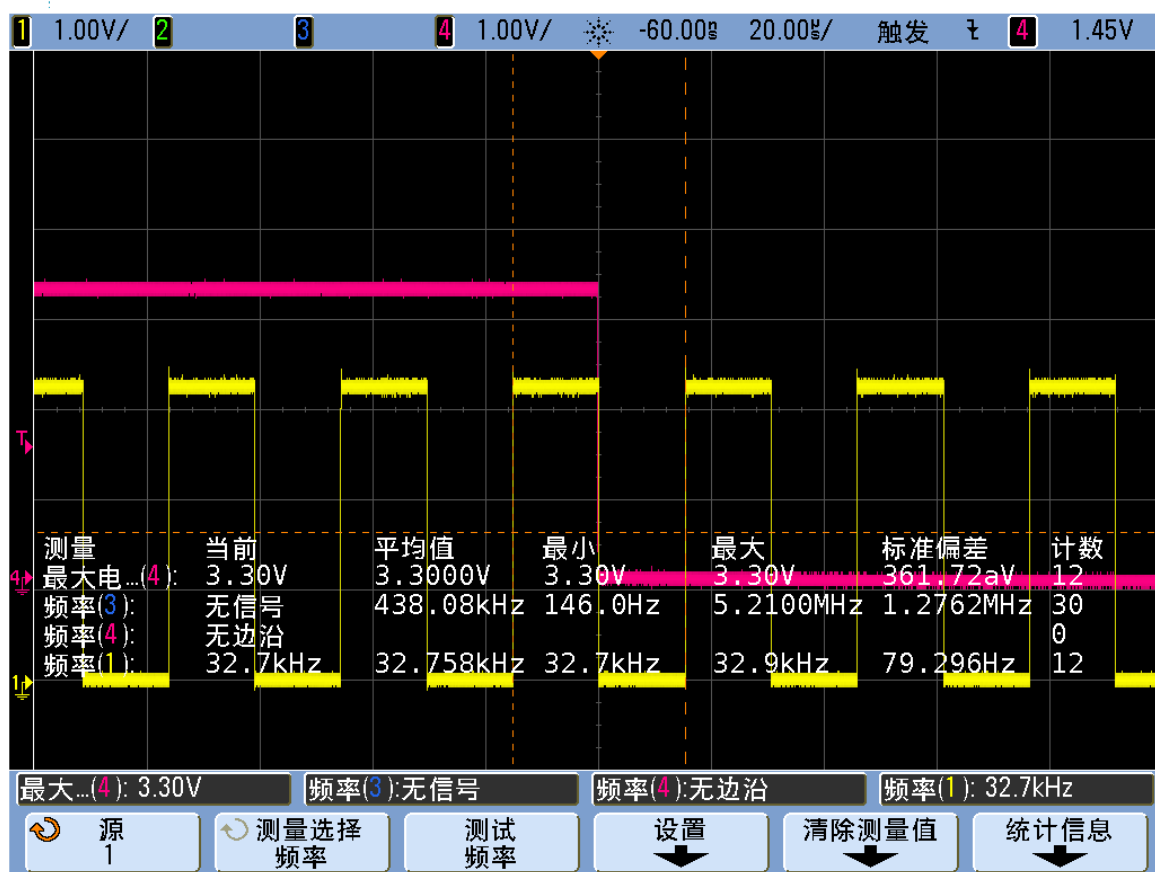 1 1.00V/ 2 3 4 1.00V/ -60.00ns 20.00us/ 触发 4 1.45V
T
测量 当前 平均值 最小 最大 标准偏差 计数
4 最大电…(4): 3.30V 3.3000V 3.30V 3.30V 361.72aV 12
频率(3): 无信号 438.08kHz 146.0Hz 5.2100MHz 1.2762MHz 30
频率(4): 无边沿 0
频率(1): 32.7kHz 32.758kHz 32.7kHz 32.9kHz 79.296Hz 12
1
最大…(4): 3.30V 频率(3):无信号 频率(4):无边沿 频率(1): 32.7kHz
源 测量选择 测试 设置 清除测量值 统计信息
1 频率 频率